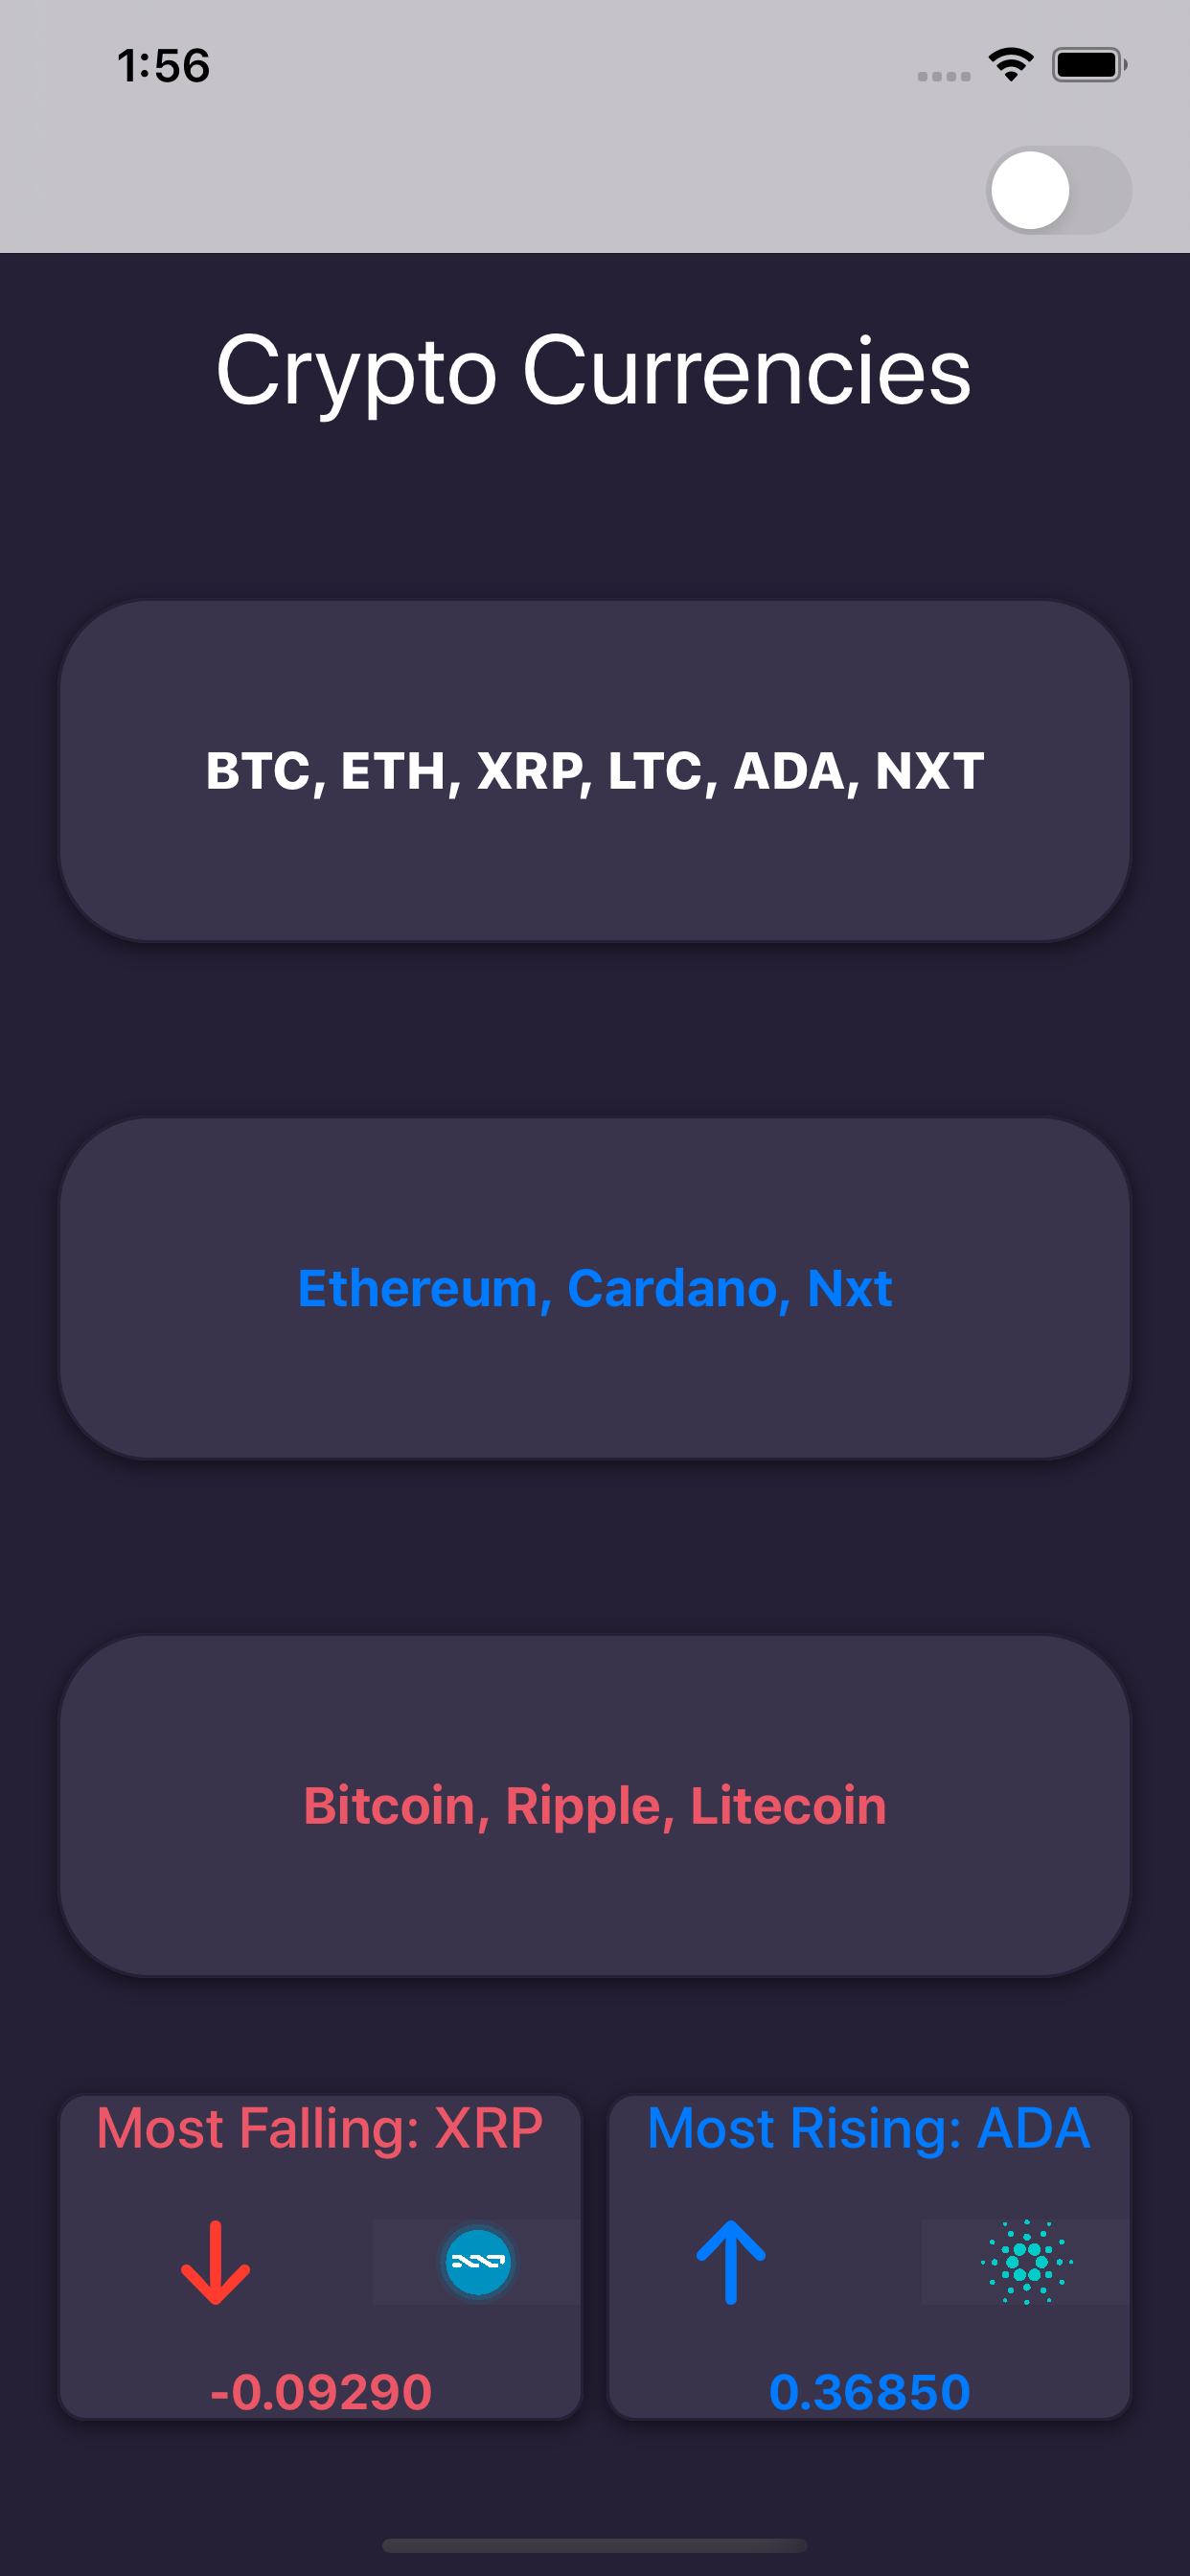 1:56
Crypto Currencies
BTC, ETH, XRP, LTC, ADA, NXT
Ethereum, Cardano, Nxt
Bitcoin, Ripple, Litecoin
Most Falling: XRP
-0.09290
Most Rising: ADA
0.36850